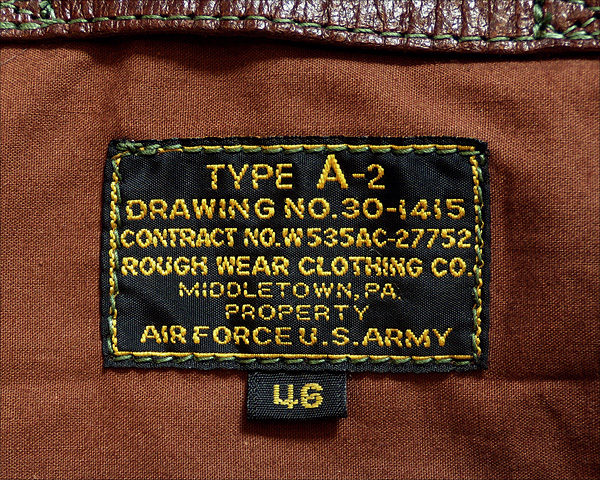 TYPE A-2
DRAWING NO.30-1415
CONTRACT NO.W535AC-27752
ROUGH WEAR CLOTHING CO.
MIDDLETOWN, PA.
PROPERTY
AIR FORCE U.S. ARMY
46